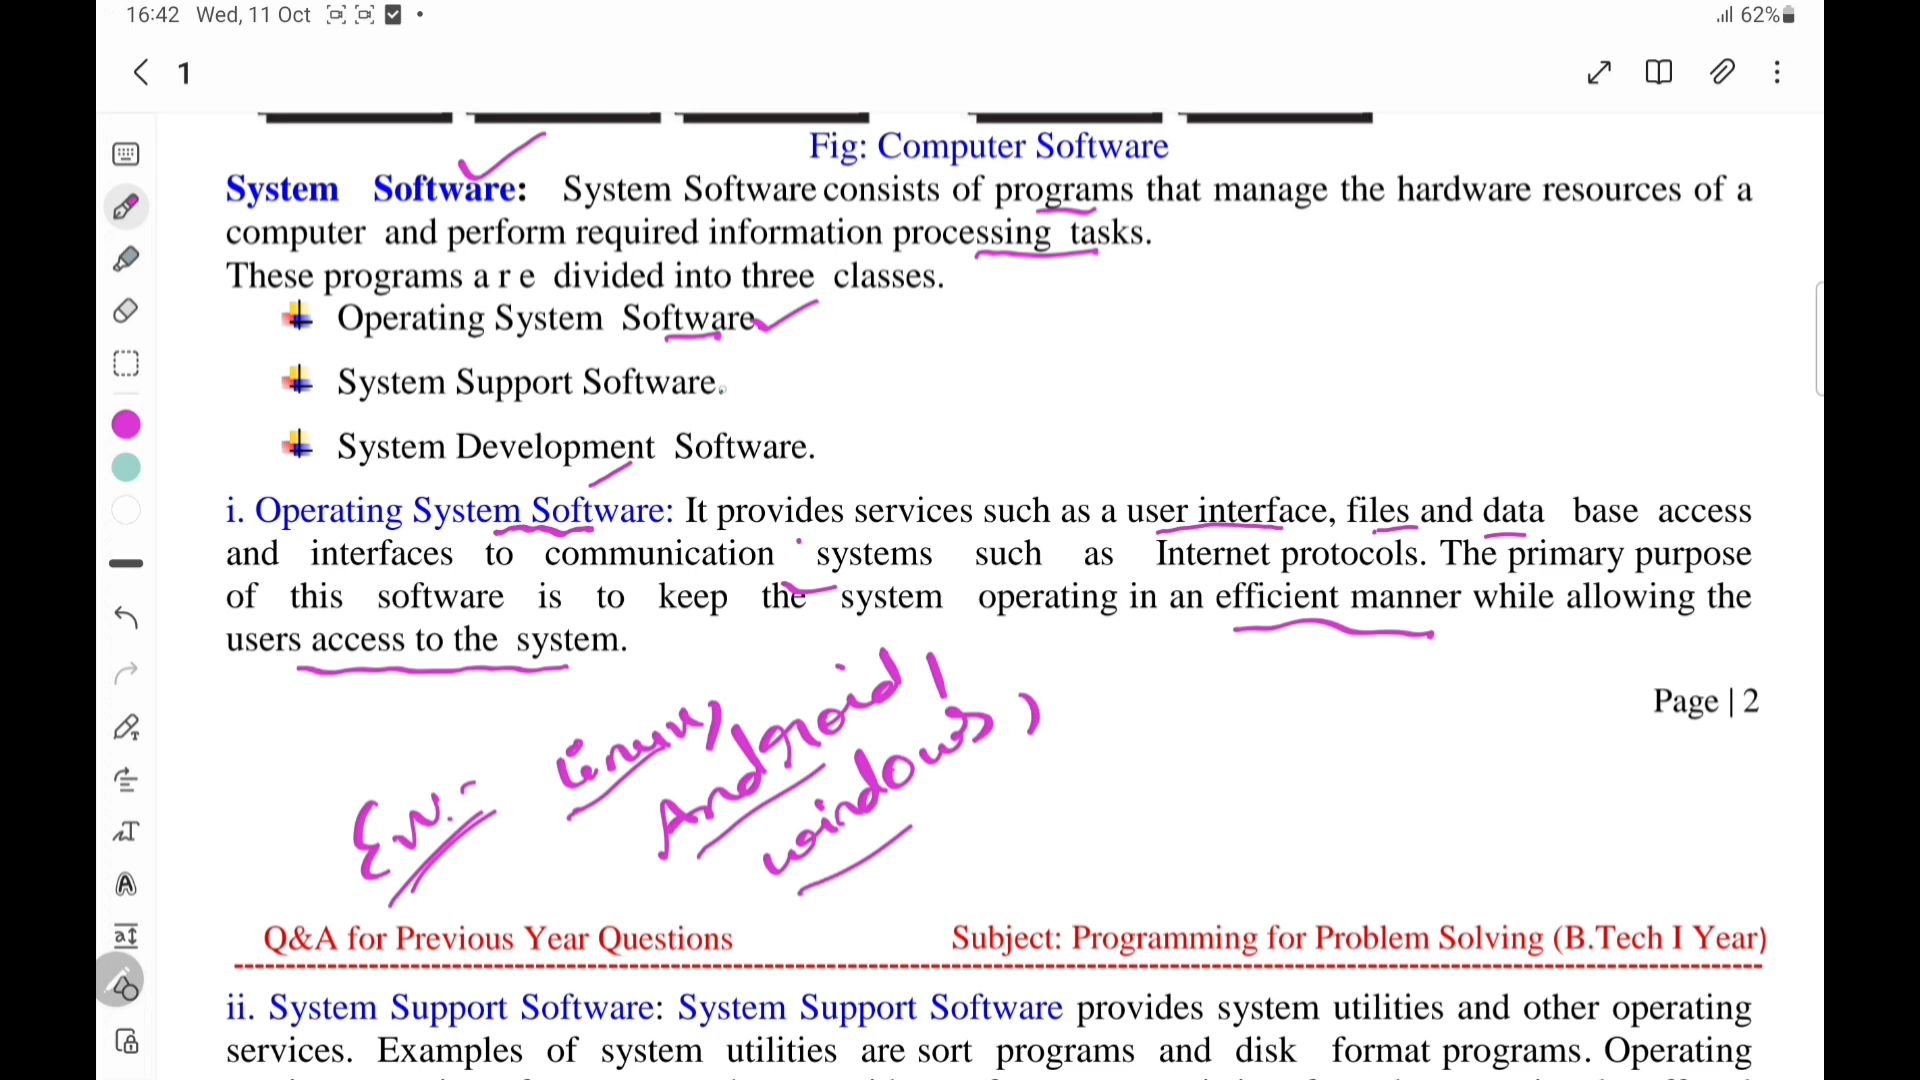 16:42 Wed, 11 Oct
62%
1
Fig: Computer Software
System Software: System Software consists of programs that manage the hardware resources of a
computer and perform required information processing tasks.
These programs a r e divided into three classes.
Operating System Software
System Support Software.
System Development Software.
i. Operating System Software: It provides services such as a user interface, files and data base access
and interfaces to communication systems such as Internet protocols. The primary purpose
of this software is to keep the system operating in an efficient manner while allowing the
users access to the system.
Page | 2
Ex:- Linux,
Android,
windows,
Q&A for Previous Year Questions Subject: Programming for Problem Solving (B.Tech I Year)
ii. System Support Software: System Support Software provides system utilities and other operating
services. Examples of system utilities are sort programs and disk format programs. Operating